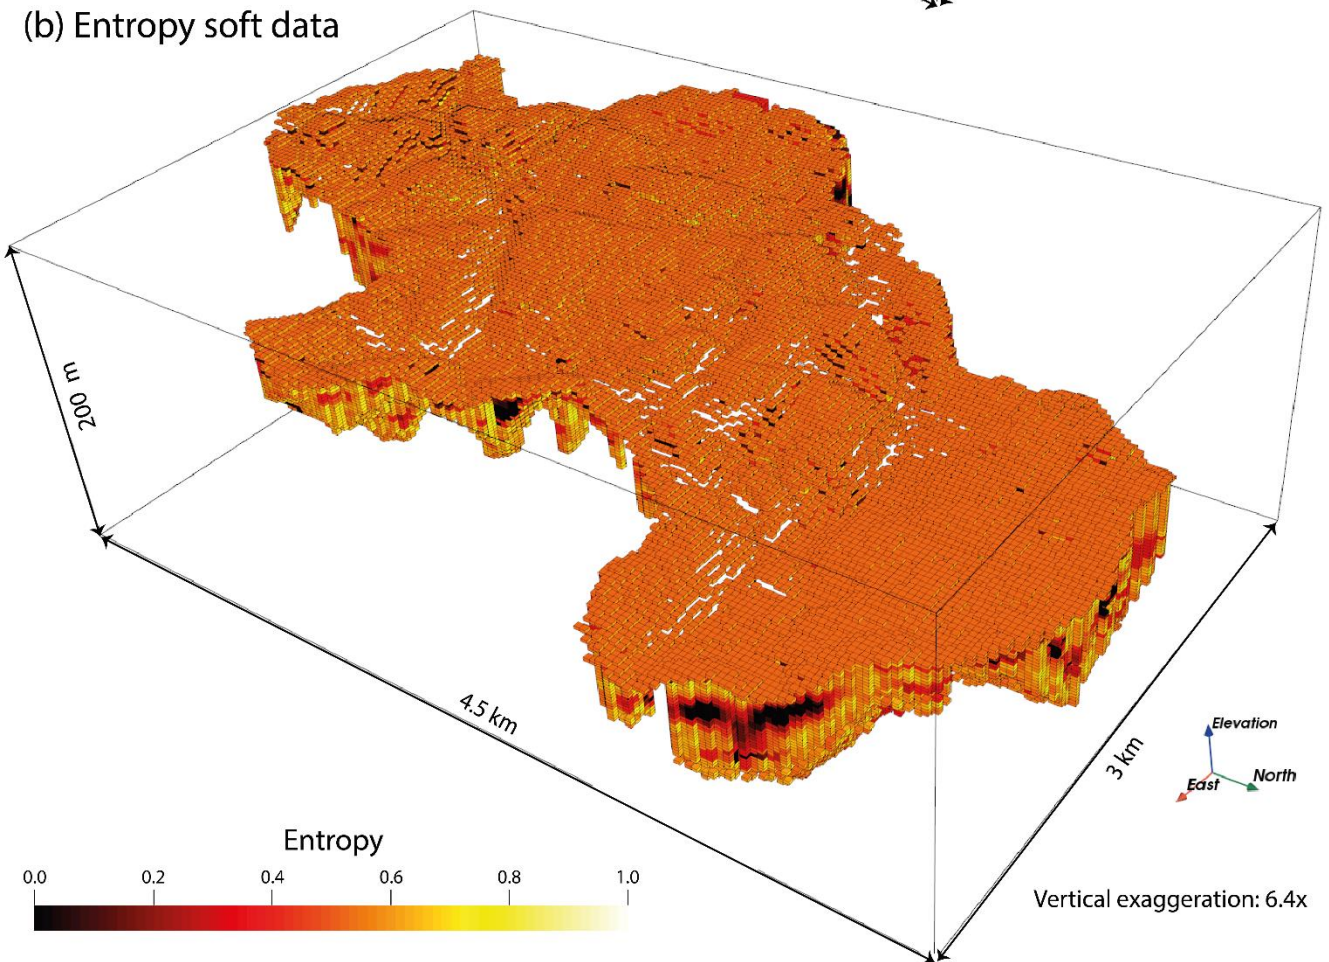 (b) Entropy soft data
200 m
4.5 km
3 km
Elevation
East
North
Entropy
0.0 0.2 0.4 0.6 0.8 1.0
Vertical exaggeration: 6.4x